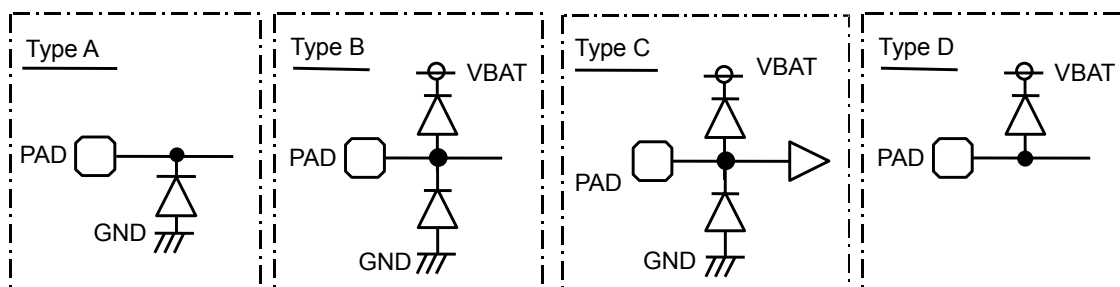 Type A
PAD
GND
Type B
VBAT
PAD
GND
Type C
VBAT
PAD
GND
Type D
VBAT
PAD